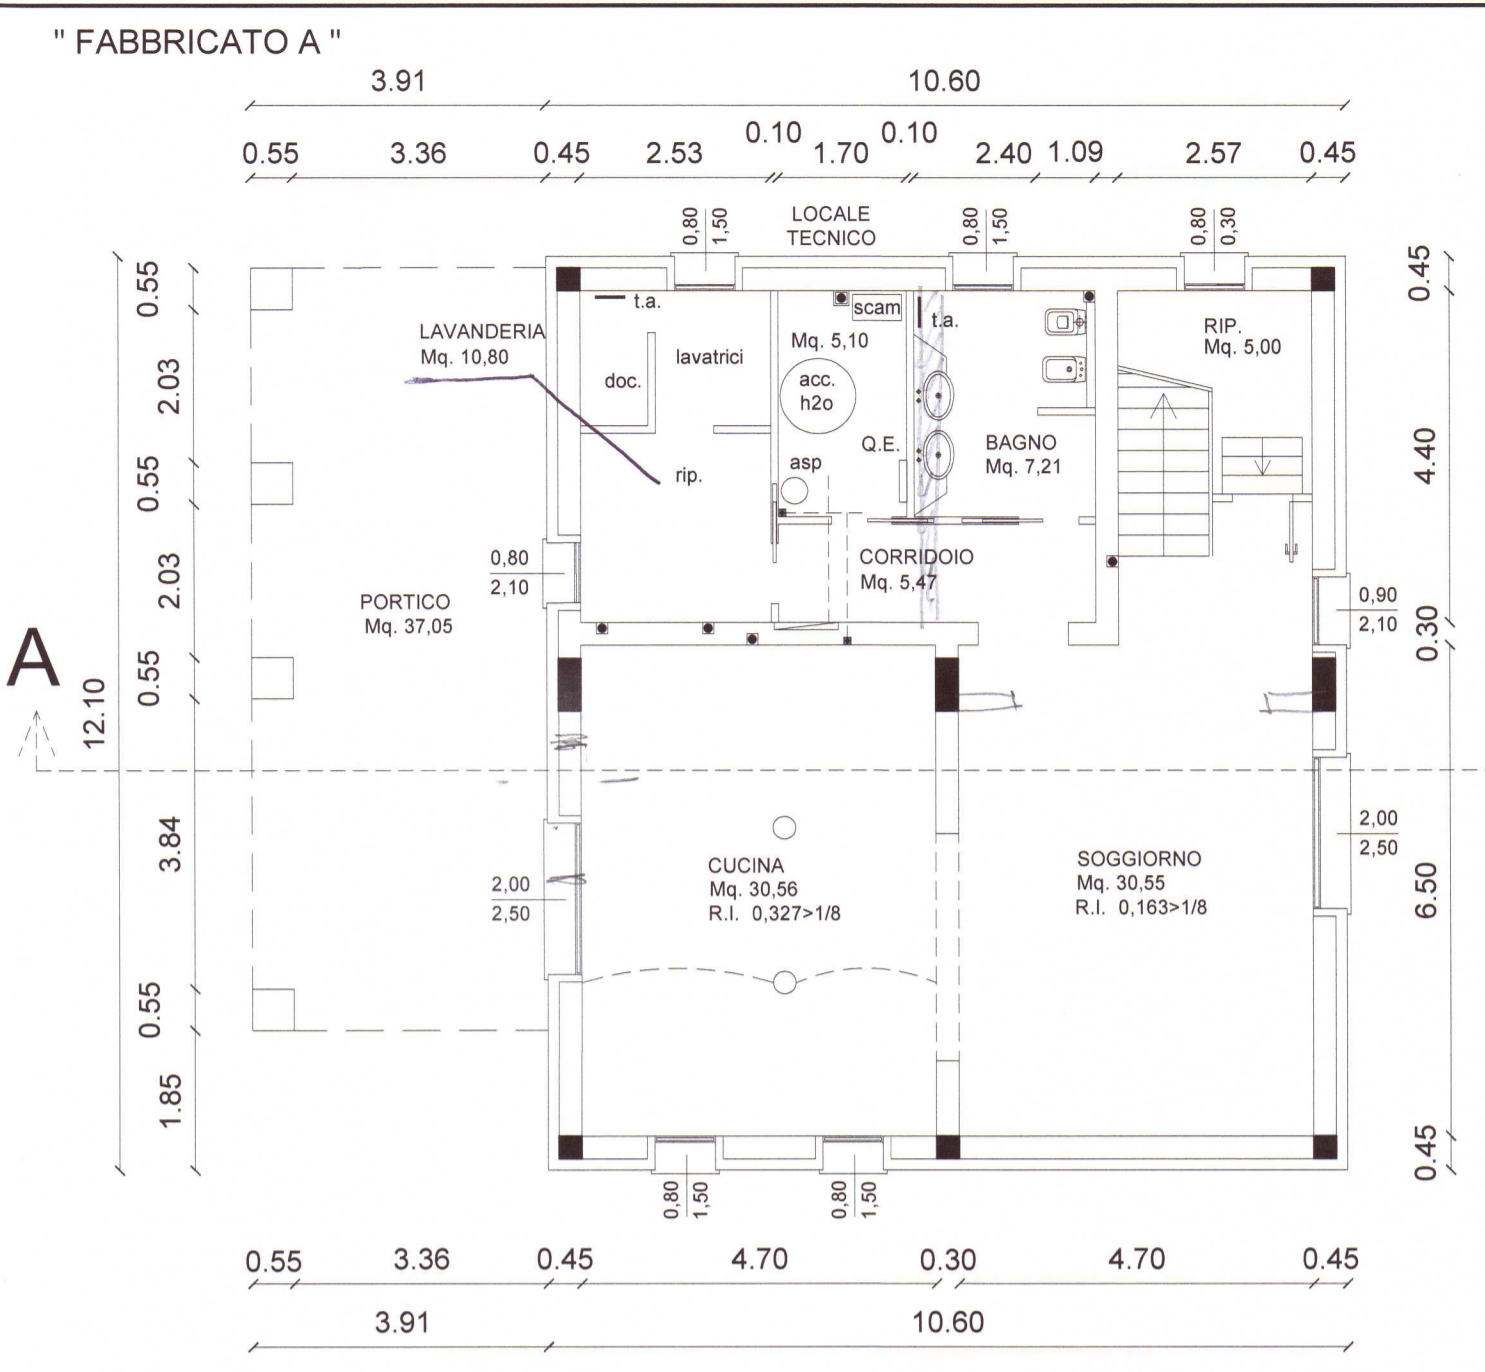 " FABBRICATO A "
3.91 10.60
0.10 0.10
0.55 3.36 0.45 2.53 1.70 2.40 1.09 2.57 0.45
0,80 1,50
LOCALE
TECNICO
0,80 1,50
0,80 0,30
0.55
0.45
t.a.
scam
t.a.
LAVANDERIA
Mq. 10,80
lavatrici
Mq. 5,10
RIP.
Mq. 5,00
2.03
doc.
acc.
h2o
Q.E.
BAGNO
Mq. 7,21
4.40
0.55
rip.
asp
CORRIDOIO
Mq. 5,47
0,80
2,10
2.03
PORTICO
Mq. 37,05
0,90
2,10
0.30
A
0.55
12.10
3.84
CUCINA
Mq. 30,56
R.I. 0,327>1/8
SOGGIORNO
Mq. 30,55
R.I. 0,163>1/8
2,00
2,50
2,00
2,50
6.50
0.55
1.85
0.45
0,80 1,50
0,80 1,50
0.55 3.36 0.45 4.70 0.30 4.70 0.45
3.91 10.60